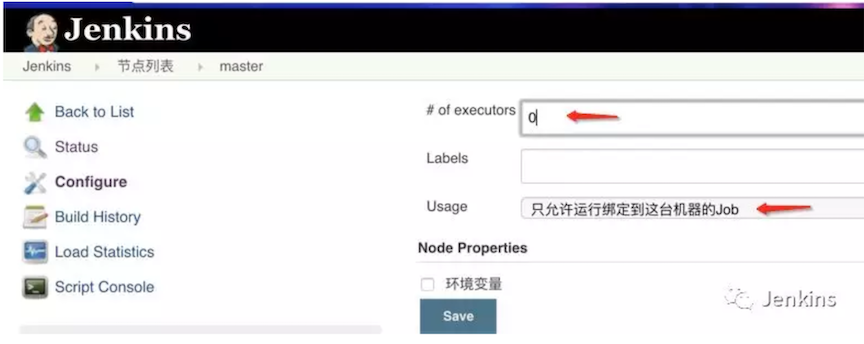 Jenkins
Jenkins 节点列表 master
Back to List
Status
Configure
Build History
Load Statistics
Script Console
# of executors 0
Labels
Usage 只允许运行绑定到这台机器的Job
Node Properties
环境变量
Save
Jenkins